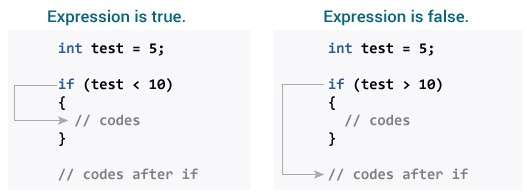 Expression is true.
int test = 5;
if (test < 10)
{
// codes
}
// codes after if
Expression is false.
int test = 5;
if (test > 10)
{
// codes
}
// codes after if